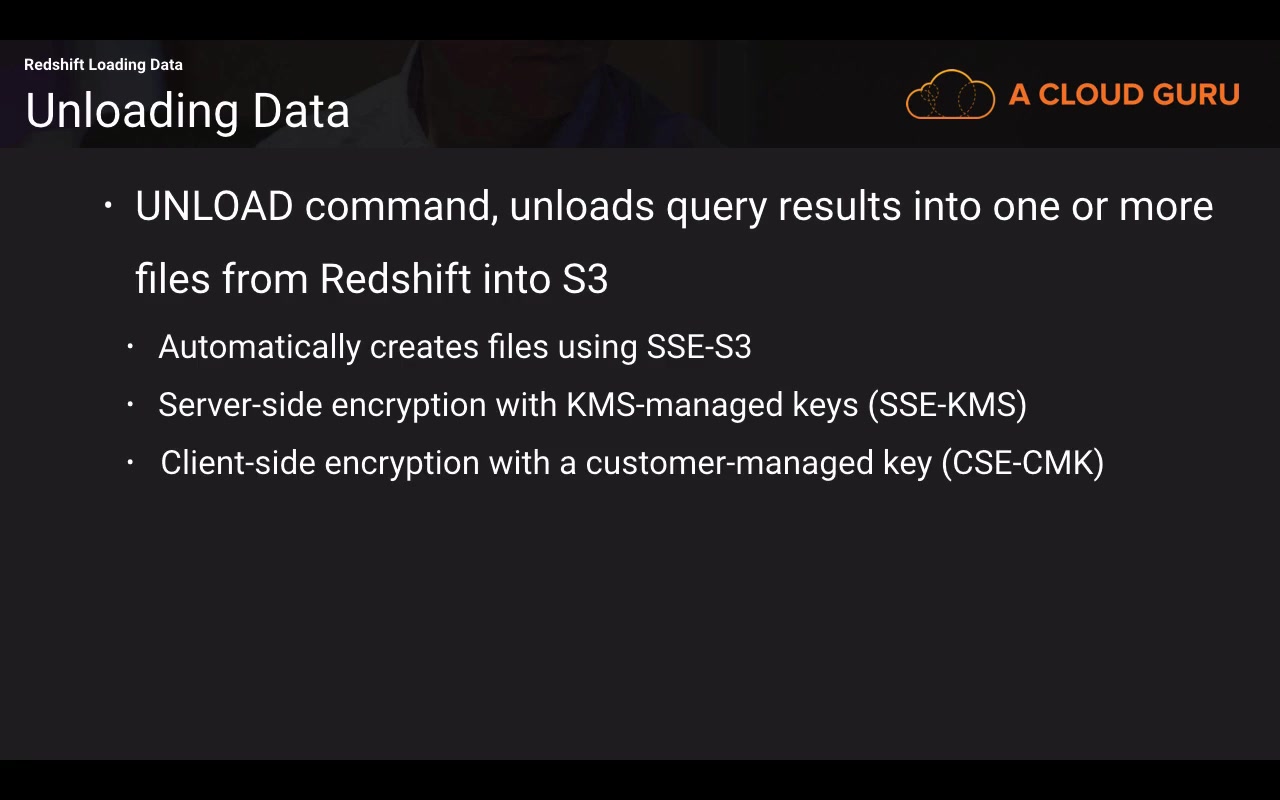 Redshift Loading Data
Unloading Data
A CLOUD GURU
• UNLOAD command, unloads query results into one or more
files from Redshift into S3
• Automatically creates files using SSE-S3
• Server-side encryption with KMS-managed keys (SSE-KMS)
• Client-side encryption with a customer-managed key (CSE-CMK)